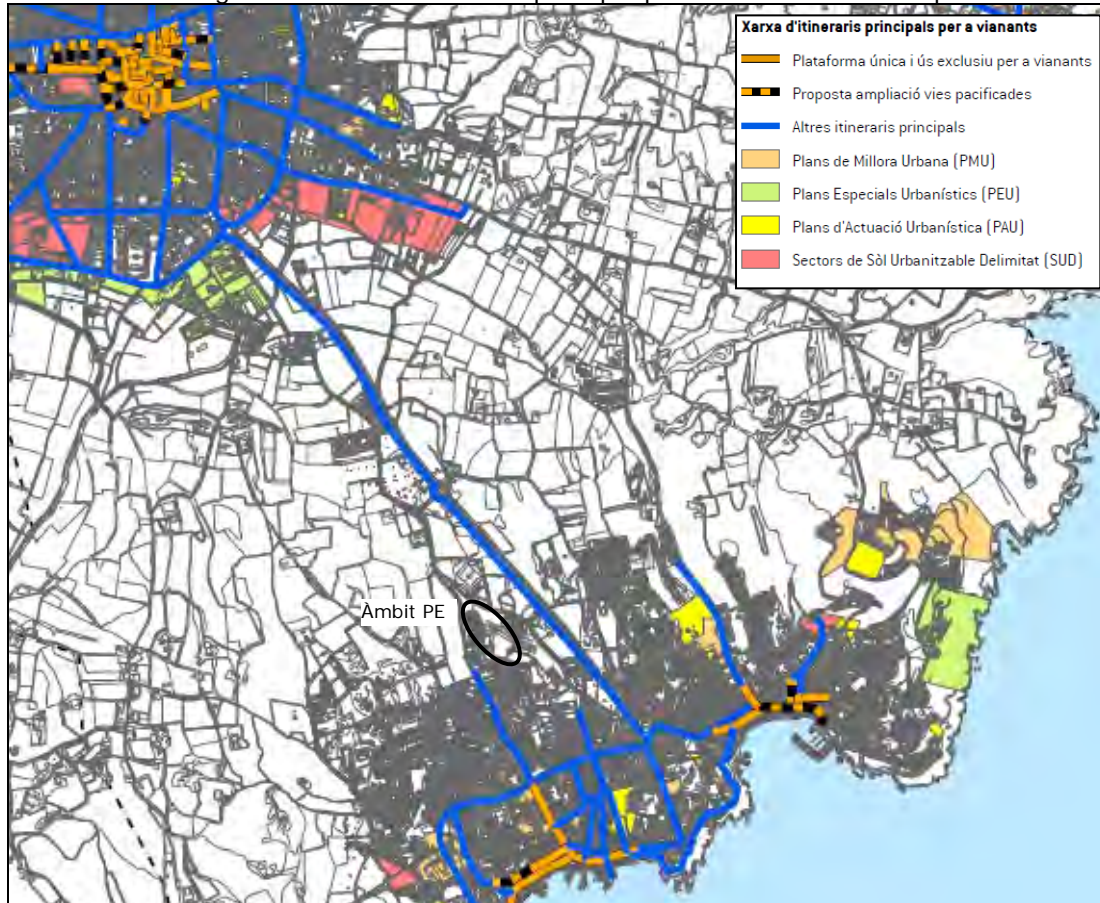 Xarxa d'itineraris principals per a vianants
Plataforma única i ús exclusiu per a vianants
Proposta ampliació vies pacificades
Altres itineraris principals
Plans de Millora Urbana (PMU)
Plans Especials Urbanístics (PEU)
Plans d'Actuació Urbanística (PAU)
Sectors de Sòl Urbanitzable Delimitat (SUD)
Àmbit PE